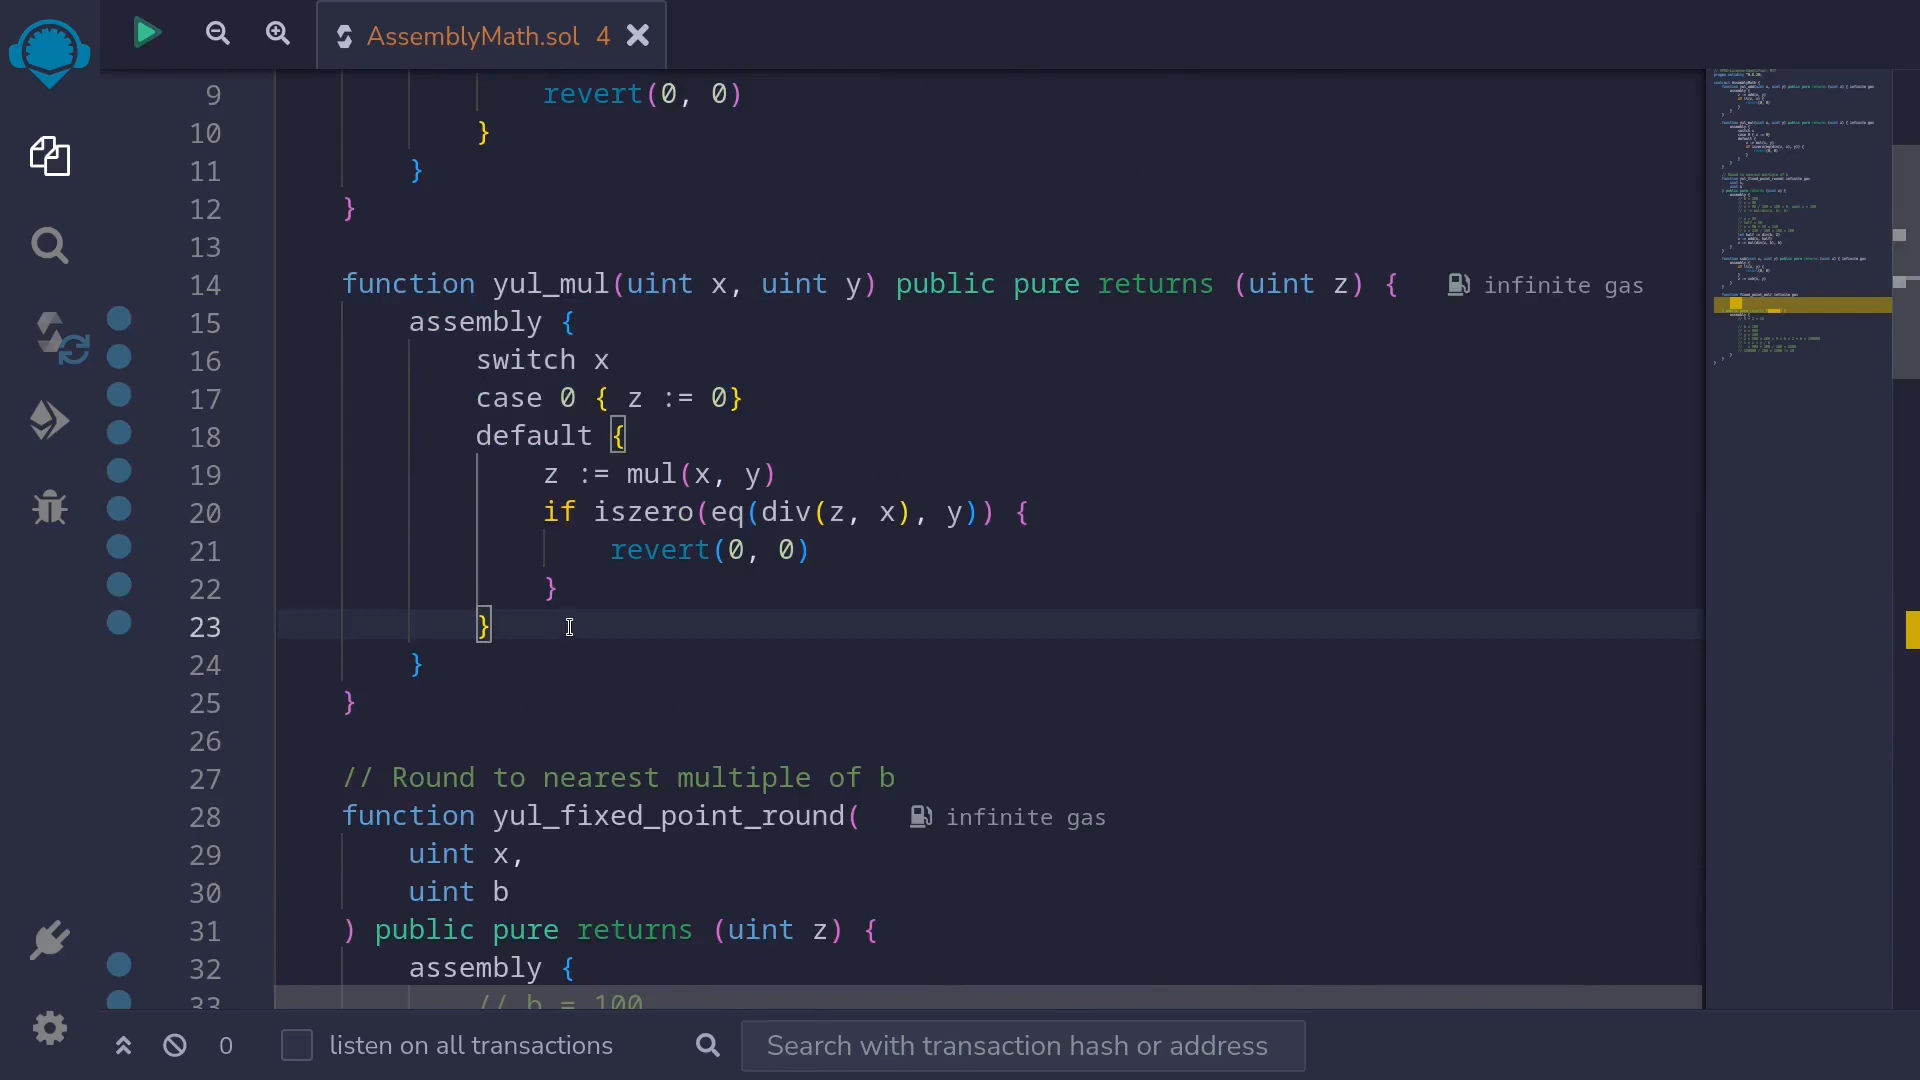 AssemblyMath.sol 4
9 revert(0, 0)
10 }
11 }
12 }
13
14 function yul_mul(uint x, uint y) public pure returns (uint z) { infinite gas
15 assembly {
16 switch x
17 case 0 { z := 0}
18 default {
19 z := mul(x, y)
20 if iszero(eq(div(z, x), y)) {
21 revert(0, 0)
22 }
23 }
24 }
25 }
26
27 // Round to nearest multiple of b
28 function yul_fixed_point_round( infinite gas
29 uint x,
30 uint b
31 ) public pure returns (uint z) {
32 assembly {
33 // b = 100
0 listen on all transactions Search with transaction hash or address